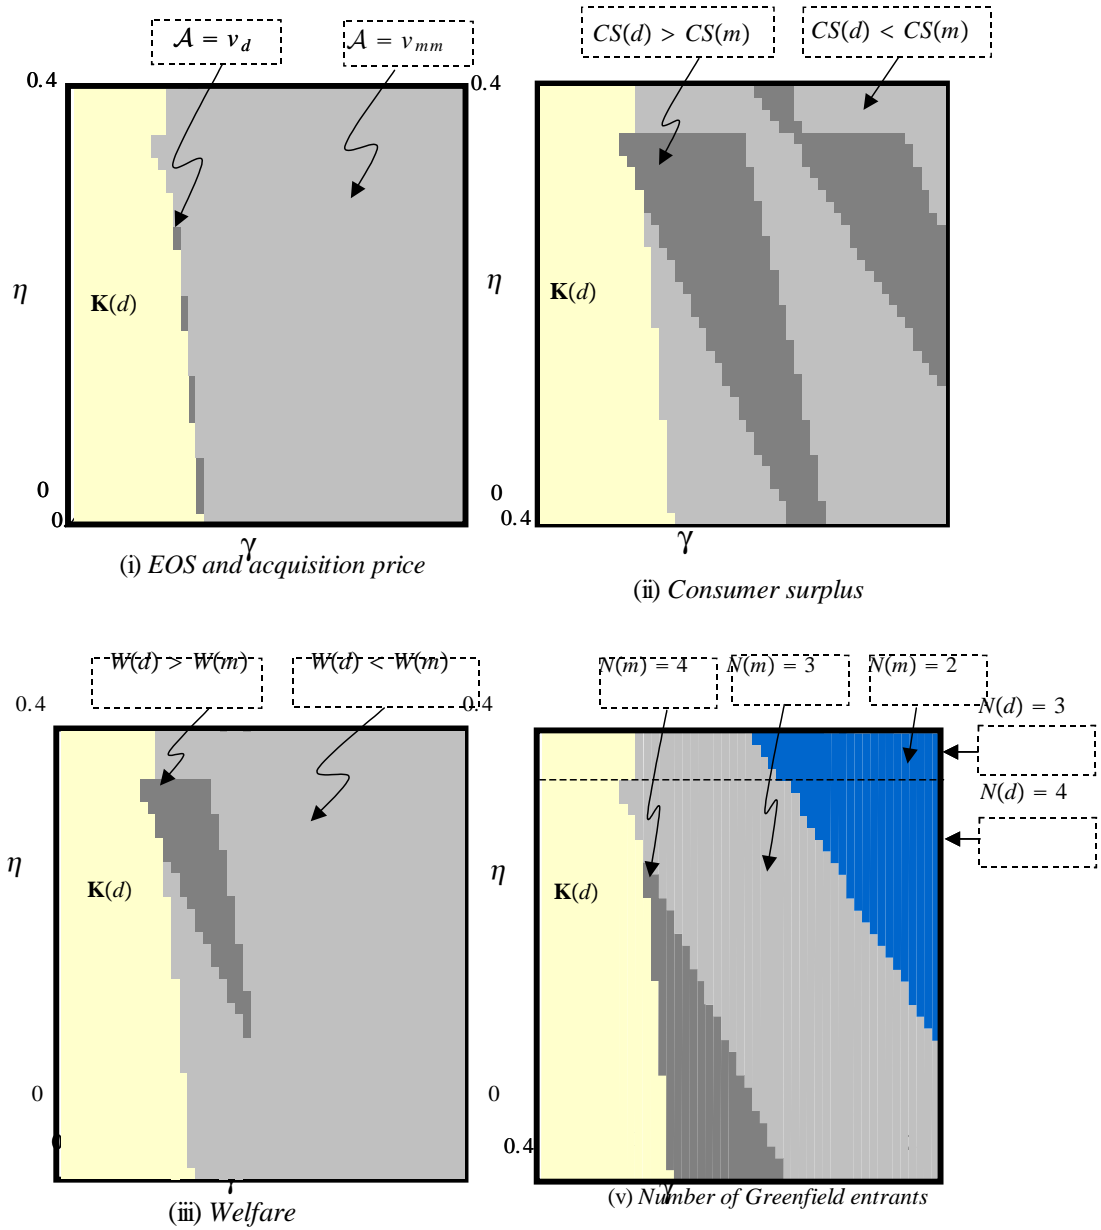 𝒜 = v_d
𝒜 = v_mm
0.4
η
K(d)
0
0.
γ
(i) EOS and acquisition price
CS(d) > CS(m)
CS(d) < CS(m)
0.4
η
K(d)
0
0.4
γ
(ii) Consumer surplus
W(d) > W(m)
W(d) < W(m)
0.4
η
K(d)
0
γ
(iii) Welfare
N(m) = 4
N(m) = 3
N(m) = 2
0.4
N(d) = 3
N(d) = 4
η
K(d)
0
0.4
γ
(v) Number of Greenfield entrants